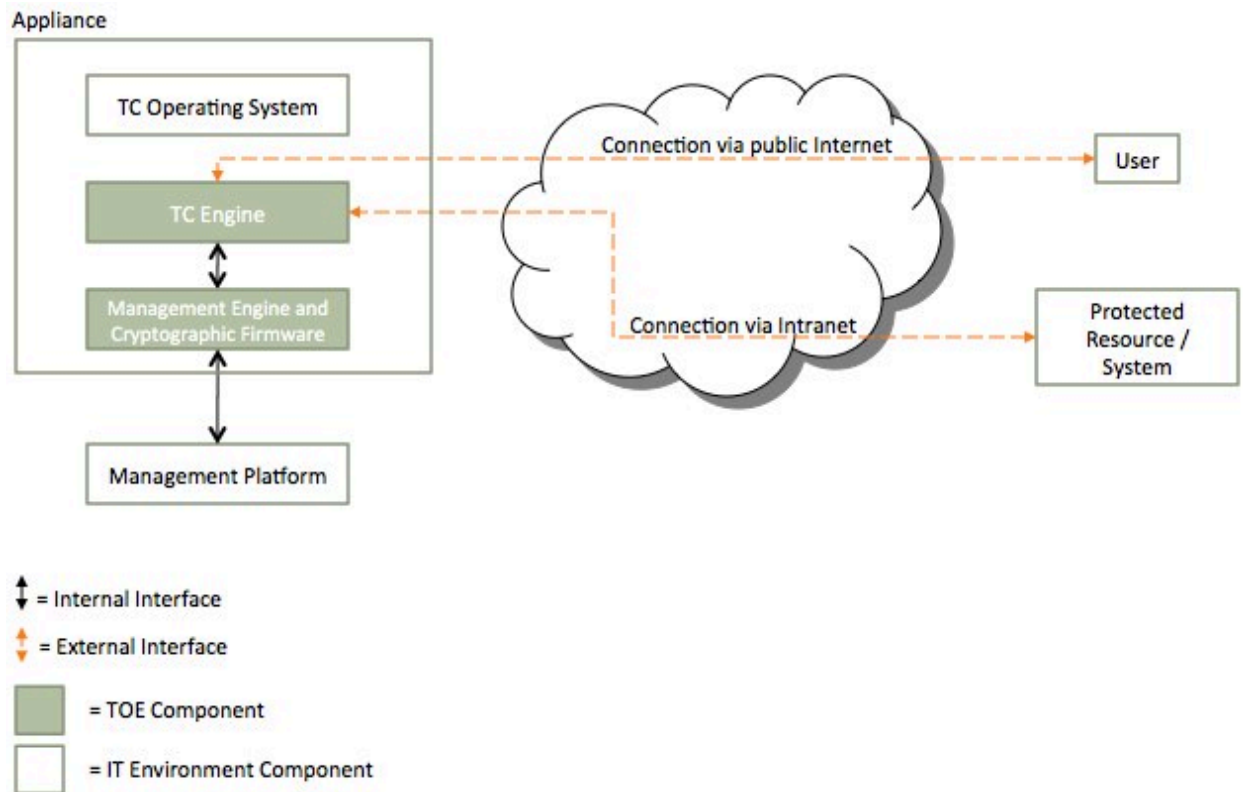 Appliance
TC Operating System
Connection via public Internet
User
TC Engine
Management Engine and
Cryptographic Firmware
Connection via Intranet
Protected
Resource /
System
Management Platform
= Internal Interface
= External Interface
= TOE Component
= IT Environment Component